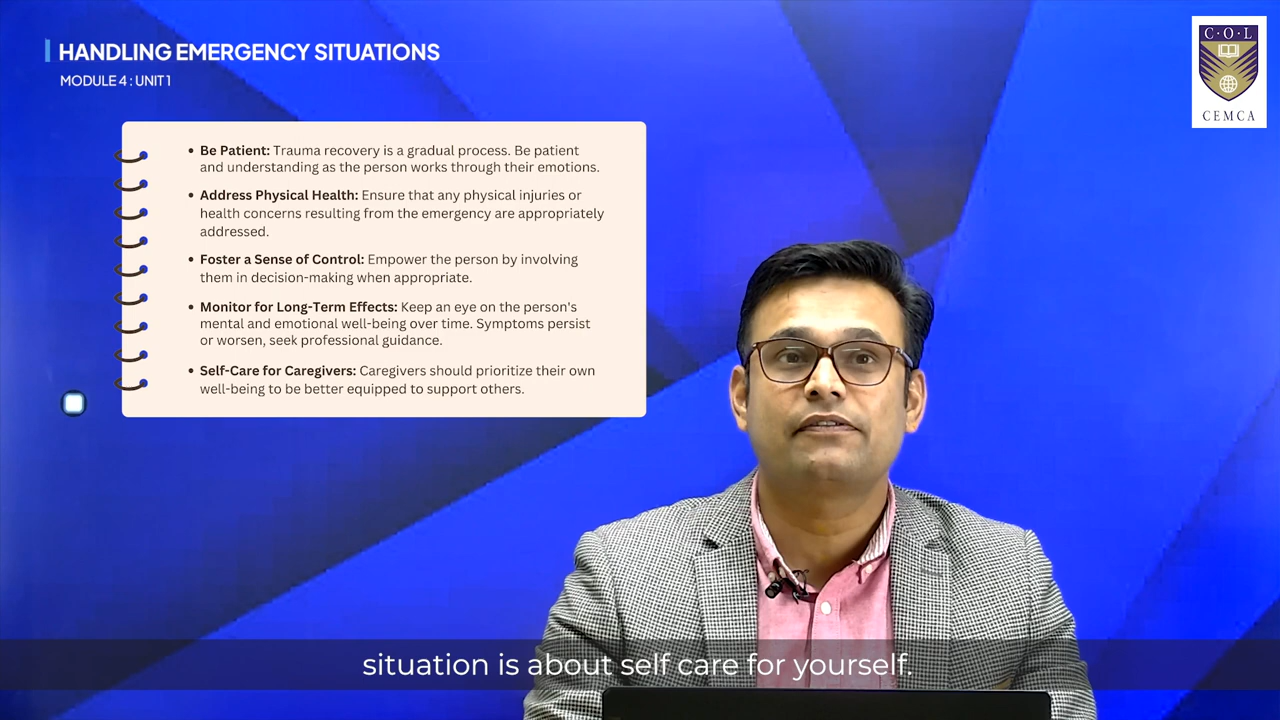 HANDLING EMERGENCY SITUATIONS
MODULE 4 : UNIT 1
C·O·L
CEMCA
• Be Patient: Trauma recovery is a gradual process. Be patient
and understanding as the person works through their emotions.
• Address Physical Health: Ensure that any physical injuries or
health concerns resulting from the emergency are appropriately
addressed.
• Foster a Sense of Control: Empower the person by involving
them in decision-making when appropriate.
• Monitor for Long-Term Effects: Keep an eye on the person's
mental and emotional well-being over time. Symptoms persist
or worsen, seek professional guidance.
• Self-Care for Caregivers: Caregivers should prioritize their own
well-being to be better equipped to support others.
situation is about self care for yourself.